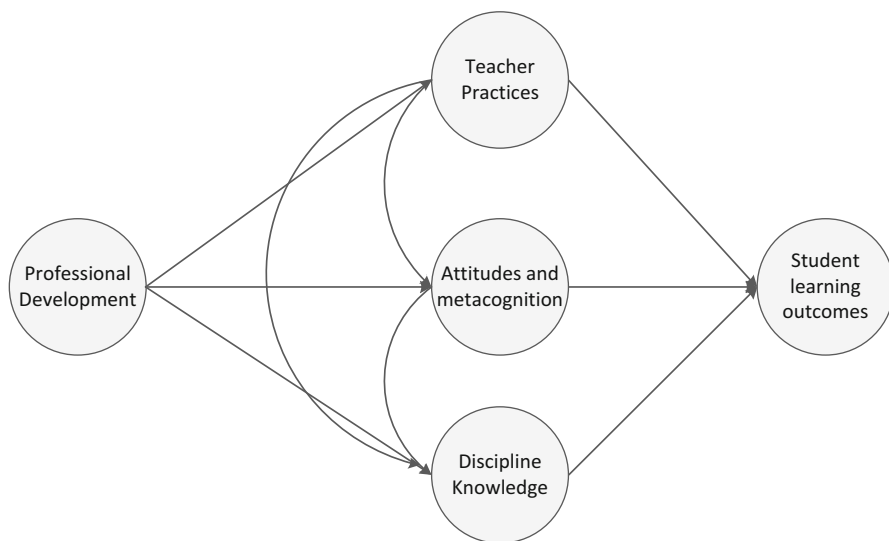 Teacher
Practices
Professional
Development
Attitudes and
metacognition
Student
learning
outcomes
Discipline
Knowledge